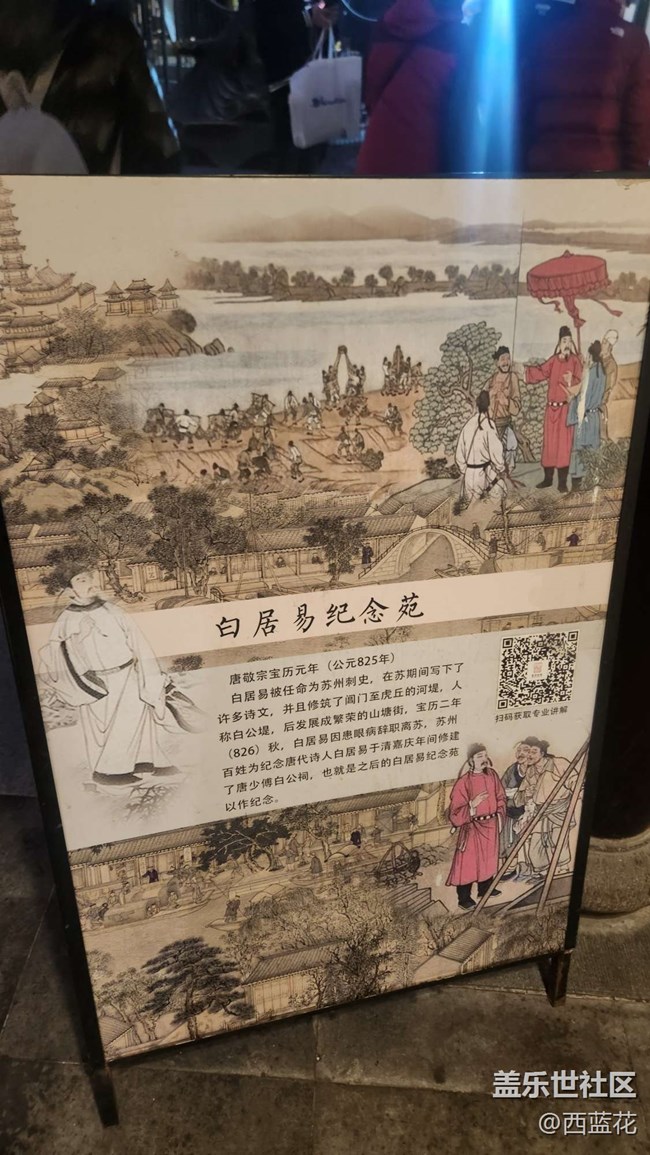 白居易纪念苑
唐敬宗宝历元年（公元825年）
白居易被任命为苏州刺史，在苏期间写下了
许多诗文，并且修筑了阊门至虎丘的河堤，人
称白公堤，后发展成繁荣的山塘街，宝历二年
（826）秋，白居易因患眼病辞职离苏，苏州
百姓为纪念唐代诗人白居易于清嘉庆年间修建
了唐少傅白公祠，也就是之后的白居易纪念苑
以作纪念。
扫码获取专业讲解
盖乐世社区
@西蓝花